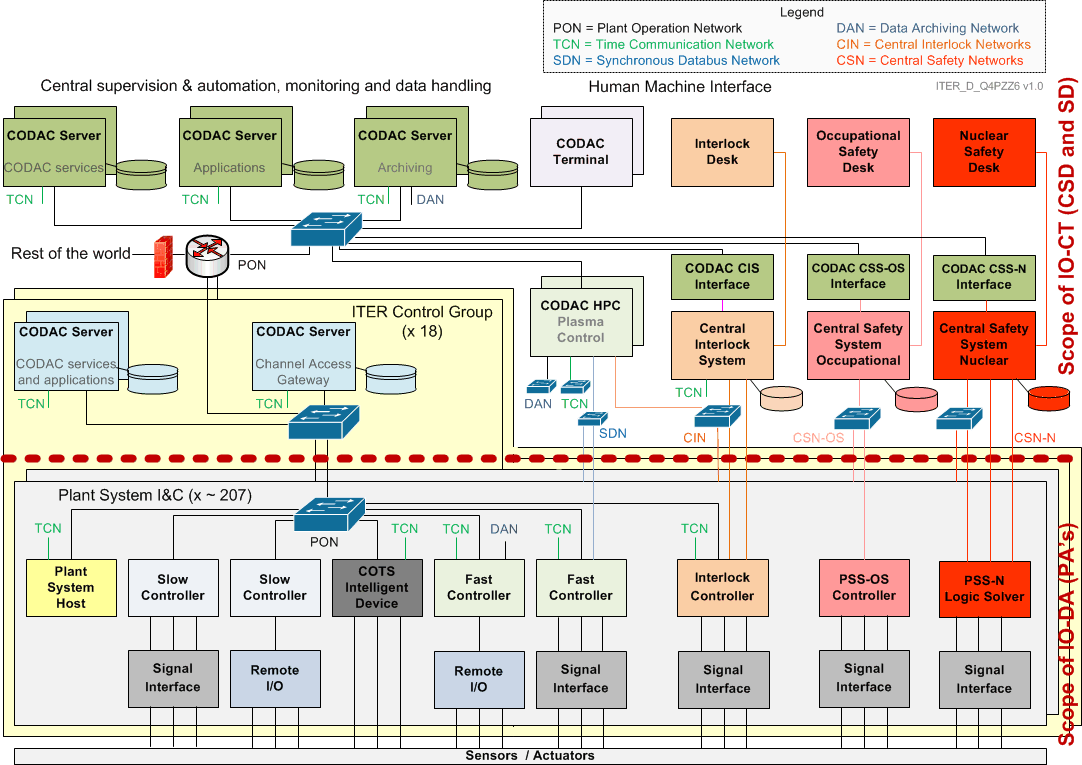 Legend
PON = Plant Operation Network
DAN = Data Archiving Network
TCN = Time Communication Network
CIN = Central Interlock Networks
SDN = Synchronous Databus Network
CSN = Central Safety Networks
Central supervision & automation, monitoring and data handling
Human Machine Interface
ITER_D_Q4PZZ6 v1.0
CODAC Server
CODAC services
TCN
CODAC Server
Applications
TCN
CODAC Server
Archiving
TCN
DAN
CODAC
Terminal
Interlock
Desk
Occupational
Safety
Desk
Nuclear
Safety
Desk
Scope of IO-CT (CSD and SD)
Rest of the world
PON
CODAC CIS
Interface
CODAC CSS-OS
Interface
CODAC CSS-N
Interface
ITER Control Group
(x 18)
CODAC Server
CODAC services
and applications
TCN
CODAC Server
Channel Access
Gateway
TCN
CODAC HPC
Plasma
Control
DAN
TCN
SDN
Central
Interlock
System
TCN
CIN
Central Safety
System
Occupational
CSN-OS
Central Safety
System
Nuclear
CSN-N
Plant System I&C (x ~ 207)
PON
TCN
TCN
TCN
DAN
TCN
TCN
Plant
System
Host
Slow
Controller
Slow
Controller
COTS
Intelligent
Device
Fast
Controller
Fast
Controller
Interlock
Controller
PSS-OS
Controller
PSS-N
Logic Solver
Signal
Interface
Remote
I/O
Remote
I/O
Signal
Interface
Signal
Interface
Signal
Interface
Signal
Interface
Scope of IO-DA (PA's)
Sensors / Actuators